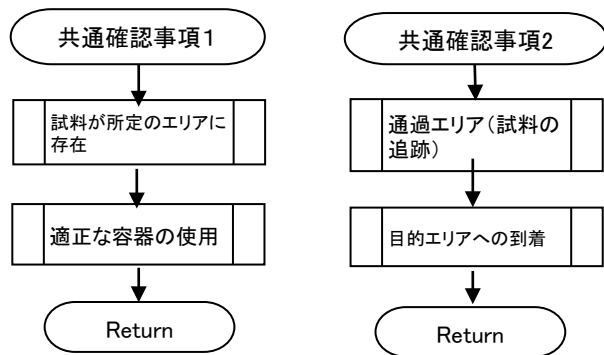 共通確認事項1
試料が所定のエリアに
存在
適正な容器の使用
Return
共通確認事項2
通過エリア(試料の
追跡)
目的エリアへの到着
Return